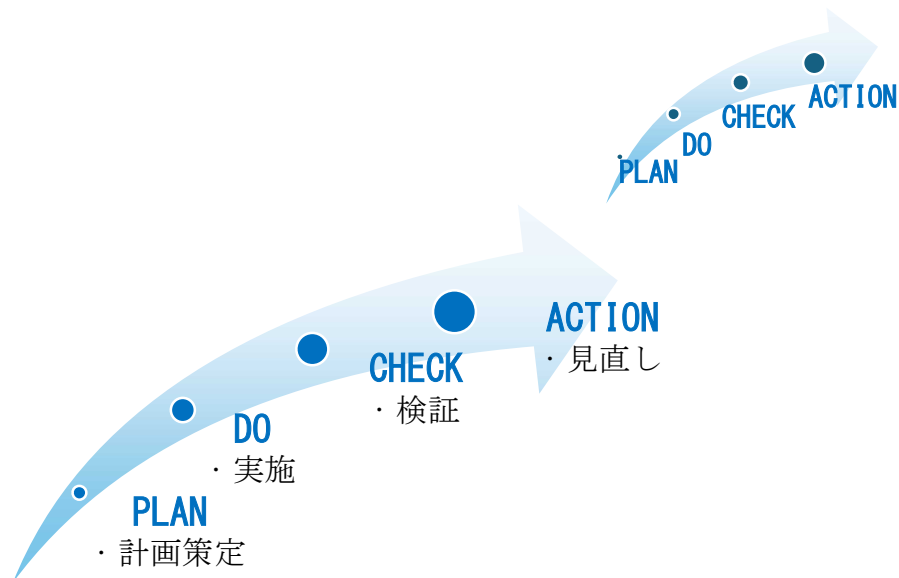 ACTION
CHECK
DO
PLAN
ACTION
・見直し
CHECK
・検証
DO
・実施
PLAN
・計画策定